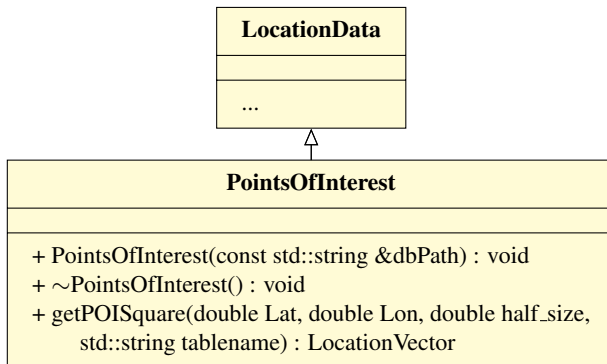 LocationData
...
PointsOfInterest
+ PointsOfInterest(const std::string &dbPath) : void
+ ∼PointsOfInterest() : void
+ getPOISquare(double Lat, double Lon, double half_size,
std::string tablename) : LocationVector